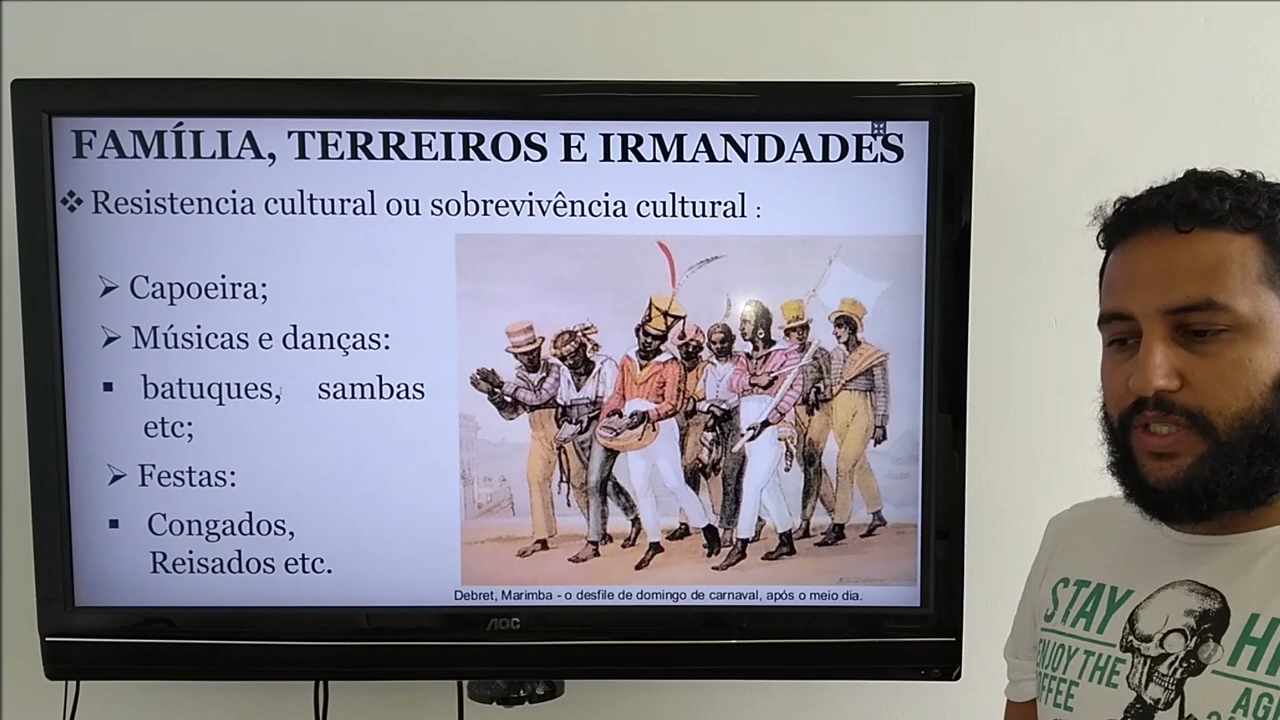 FAMÍLIA, TERREIROS E IRMANDADES
❖ Resistencia cultural ou sobrevivência cultural :
➢ Capoeira;
➢ Músicas e danças:
▪ batuques, sambas
etc;
➢ Festas:
▪ Congados,
Reisados etc.
Debret, Marimba - o desfile de domingo de carnaval, após o meio dia.
AOC
STAY
ENJOY THE